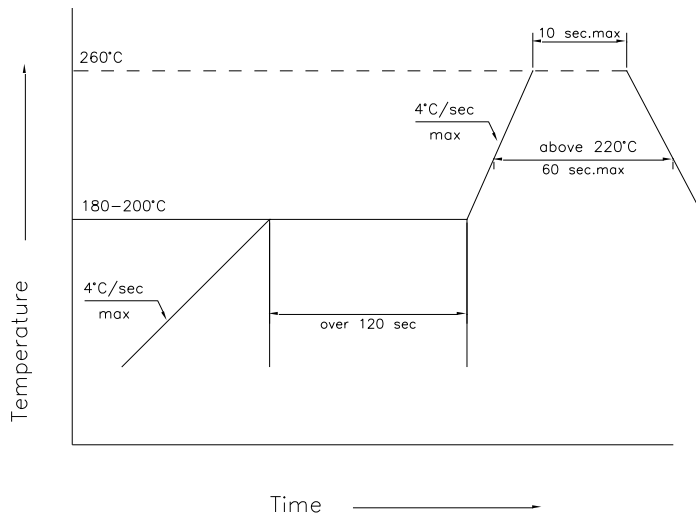 10 sec.max
260°C
4°C/sec
max
above 220°C
60 sec.max
180-200°C
4°C/sec
max
over 120 sec
Temperature
Time